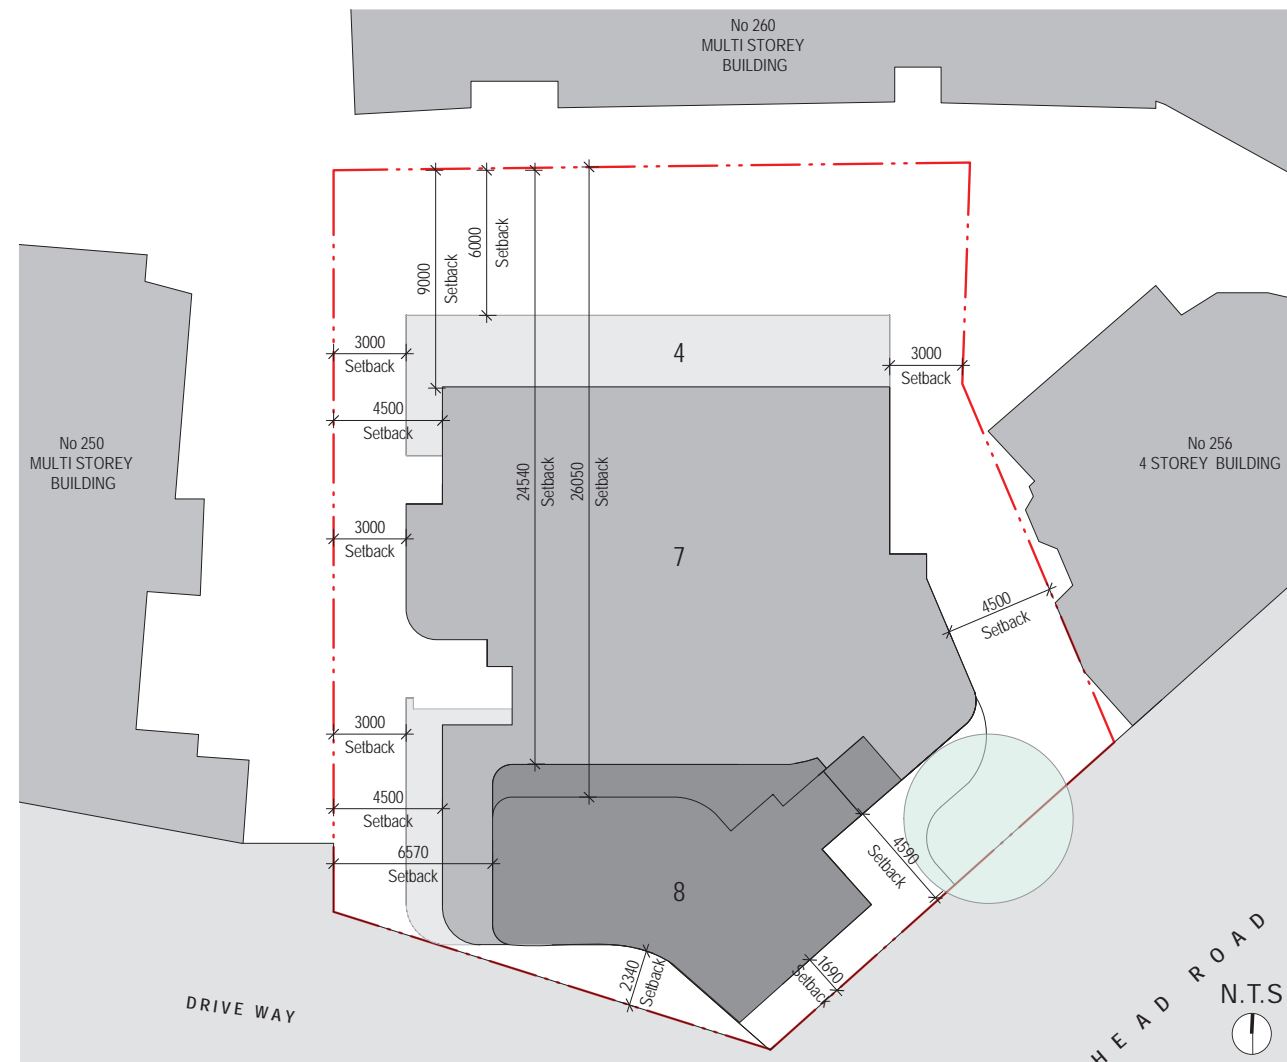 No 260
MULTI STOREY
BUILDING
6000
Setback
9000
Setback
3000
Setback
4
3000
Setback
4500
Setback
No 250
MULTI STOREY
BUILDING
No 256
4 STOREY BUILDING
24540
Setback
26050
Setback
3000
Setback
7
4500
Setback
3000
Setback
4500
Setback
6570
Setback
4590
Setback
8
2340
Setback
1690
Setback
DRIVE WAY
HEAD ROAD
N.T.S